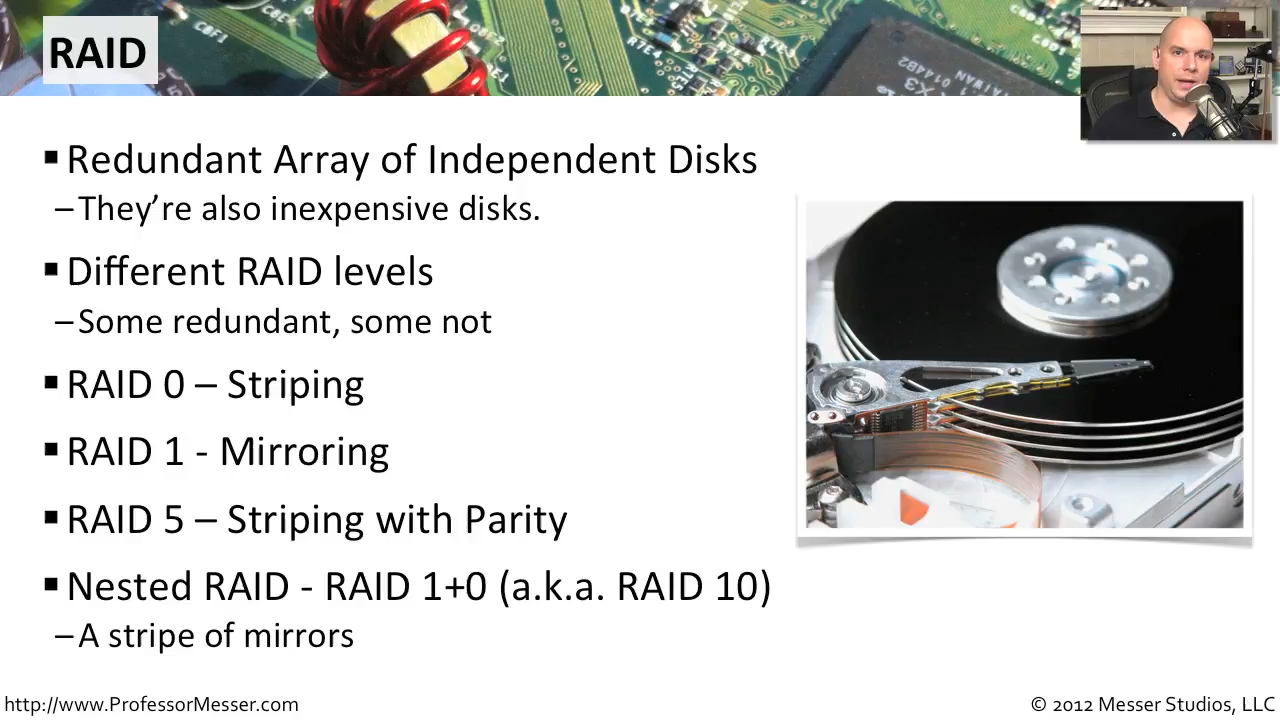 RAID
▪ Redundant Array of Independent Disks
– They’re also inexpensive disks.
▪ Different RAID levels
– Some redundant, some not
▪ RAID 0 – Striping
▪ RAID 1 - Mirroring
▪ RAID 5 – Striping with Parity
▪ Nested RAID - RAID 1+0 (a.k.a. RAID 10)
– A stripe of mirrors
http://www.ProfessorMesser.com
© 2012 Messer Studios, LLC